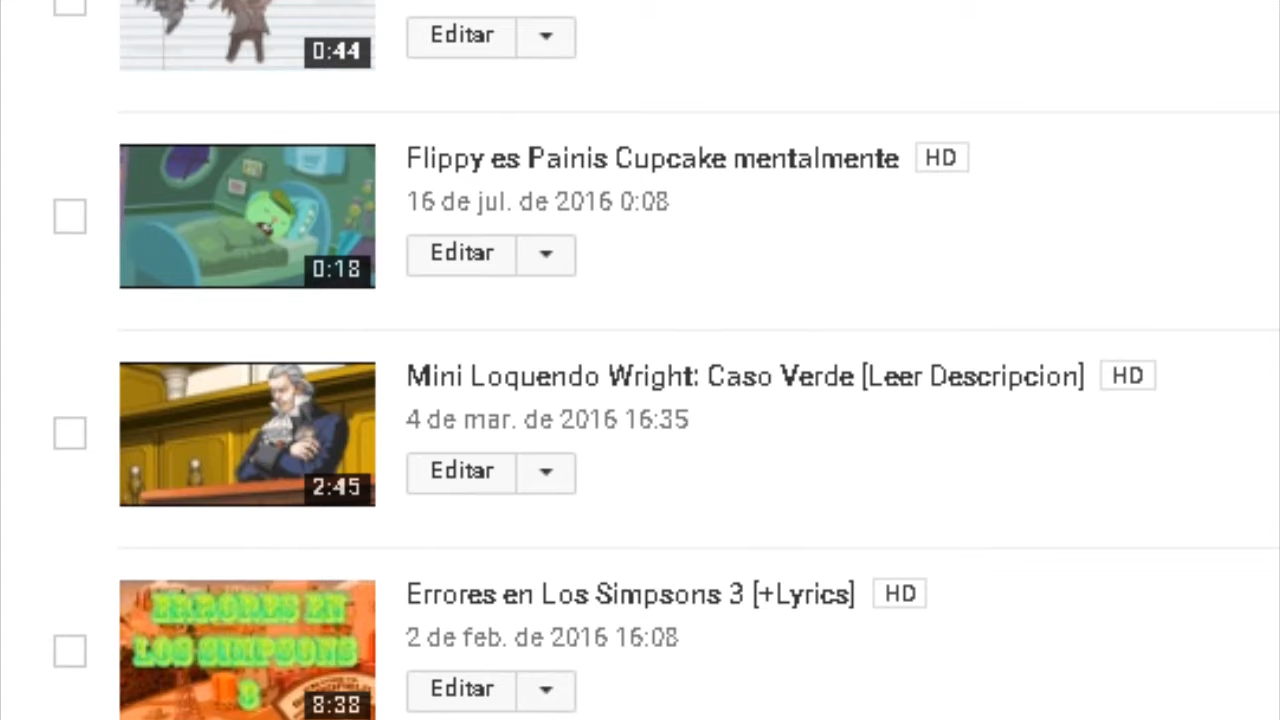 0:44
Editar
Flippy es Painis Cupcake mentalmente HD
16 de jul. de 2016 0:08
Editar
0:18
Mini Loquendo Wright: Caso Verde [Leer Descripcion] HD
4 de mar. de 2016 16:35
Editar
2:45
Errores en Los Simpsons 3 [+Lyrics] HD
2 de feb. de 2016 16:08
Editar
ERRORES EN
LOS SIMPSONS
3
8:38